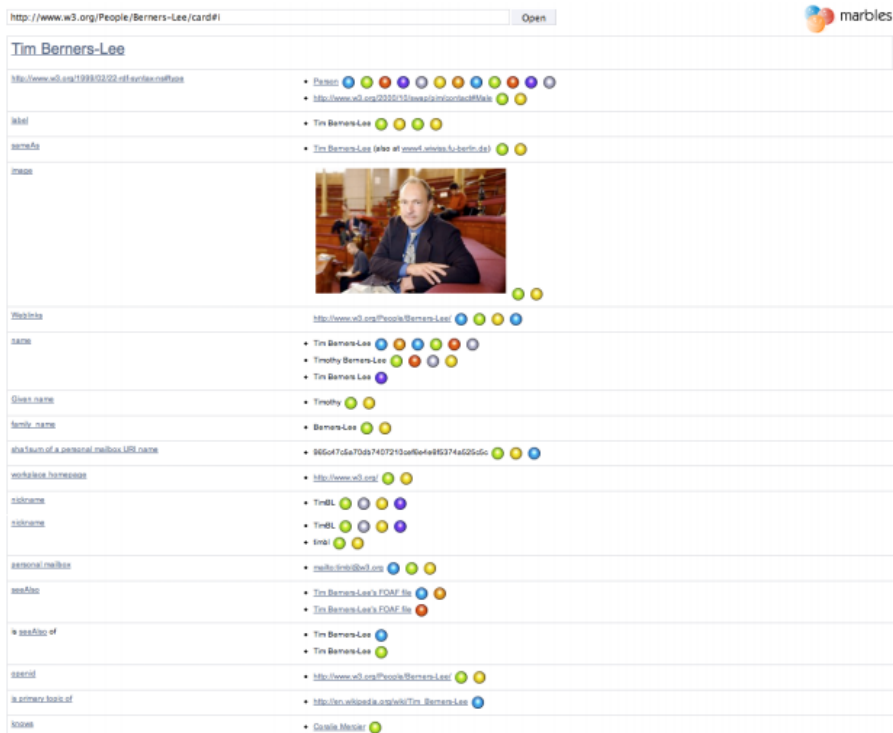 http://www.w3.org/People/Berners-Lee/card#i
Open
marbles
Tim Berners-Lee
http://www.w3.org/1999/02/22-rdf-syntax-ns#type
• Person
• http://www.w3.org/2000/10/swap/pim/contact#Male
label
• Tim Berners-Lee
sameAs
• Tim Berners-Lee (also at www4.wiwiss.fu-berlin.de)
image
Weblinks
http://www.w3.org/People/Berners-Lee/
name
• Tim Berners-Lee
• Timothy Berners-Lee
• Tim Berners Lee
Given name
• Timothy
family_name
• Berners-Lee
sha1sum of a personal mailbox URI name
workplace homepage
• http://www.w3.org/
nickname
• TimBL
nickname
• TimBL
• timbl
personal mailbox
• mailto:timbl@w3.org
seeAlso
• Tim Berners-Lee's FOAF file
• Tim Berners-Lee's FOAF file
is seeAlso of
• Tim Berners-Lee
• Tim Berners-Lee
openid
• http://www.w3.org/People/Berners-Lee/
is primary topic of
• http://en.wikipedia.org/wiki/Tim_Berners-Lee
knows
• Coralie Mercier